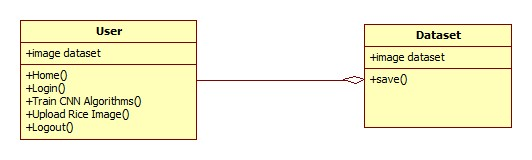 User
+image dataset
+Home()
+Login()
+Train CNN Algorithms()
+Upload Rice Image()
+Logout()
Dataset
+image dataset
+save()